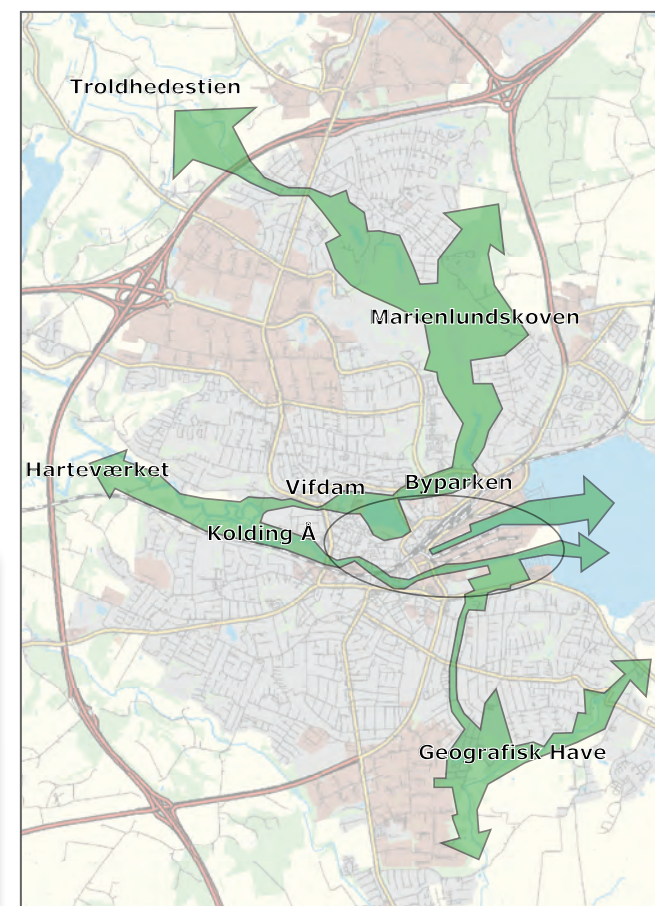 Troldhedestien
Marienlundskoven
Harteværket
Vifdam
Byparken
Kolding Å
Geografisk Have